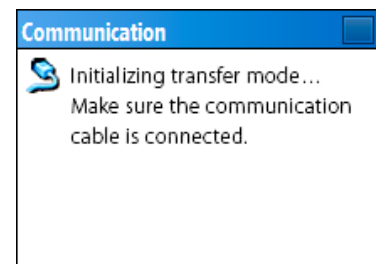 Communication
Initializing transfer mode...
Make sure the communication
cable is connected.